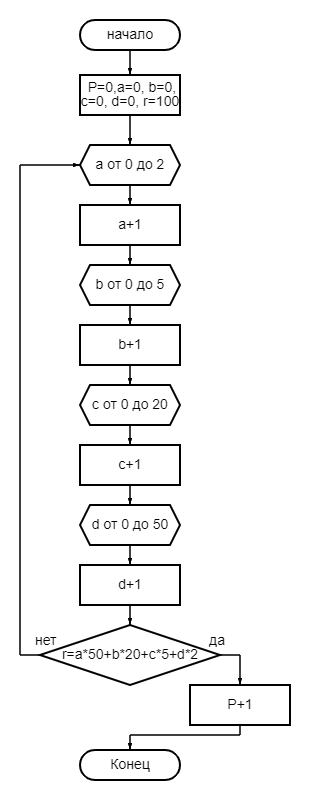 начало
P=0,a=0, b=0,
c=0, d=0, r=100
a от 0 до 2
a+1
b от 0 до 5
b+1
c от 0 до 20
c+1
d от 0 до 50
d+1
нет
да
r=a*50+b*20+c*5+d*2
P+1
Конец